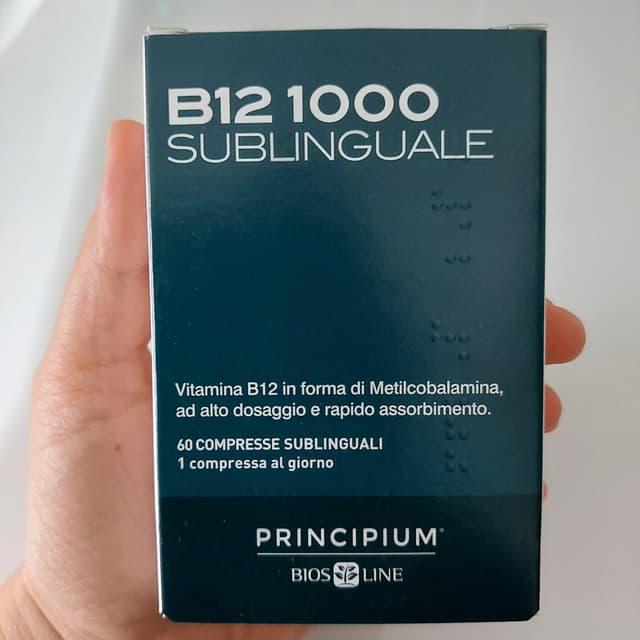 B12 1000
SUBLINGUALE
Vitamina B12 in forma di Metilcobalamina,
ad alto dosaggio e rapido assorbimento.
60 COMPRESSE SUBLINGUALI
1 compressa al giorno
PRINCIPIUM®
BIOS LINE